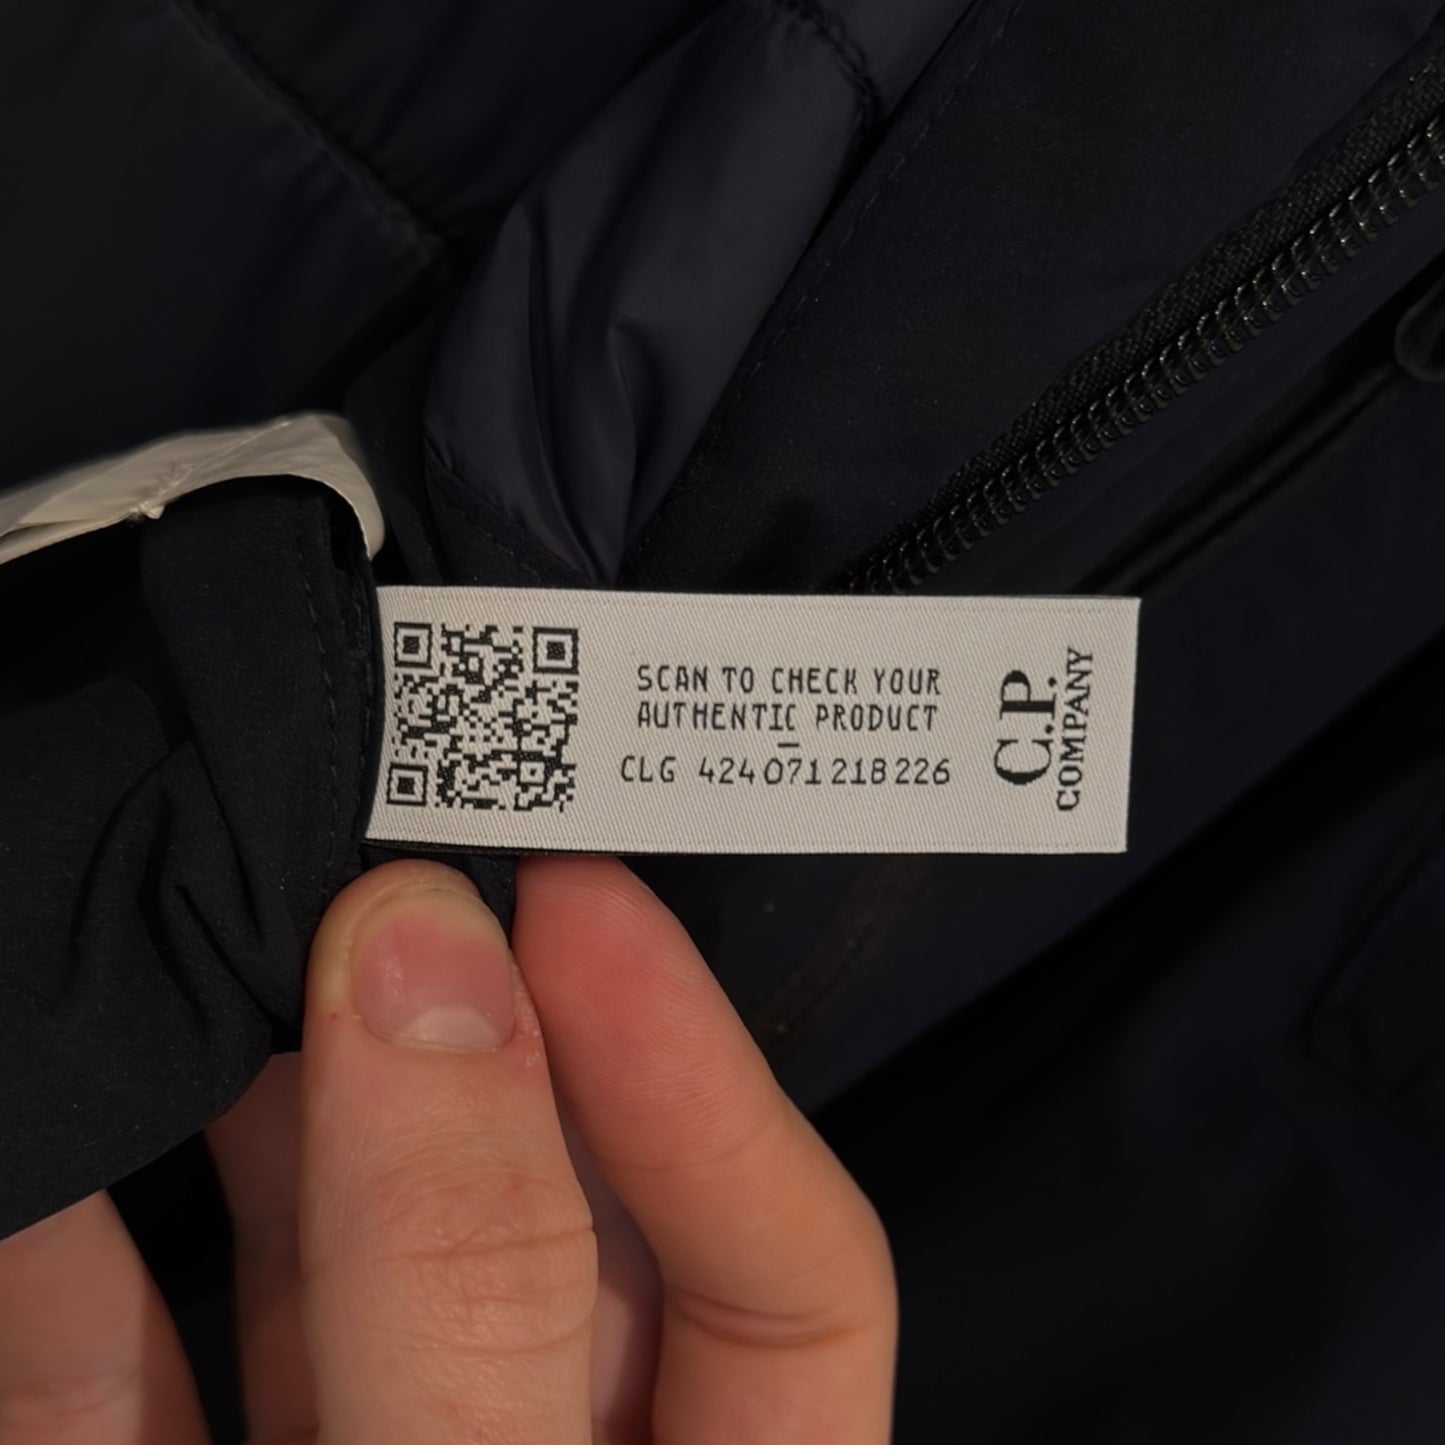 SCAN TO CHECK YOUR
AUTHENTIC PRODUCT
–
CLG 424071218226
C.P.
COMPANY